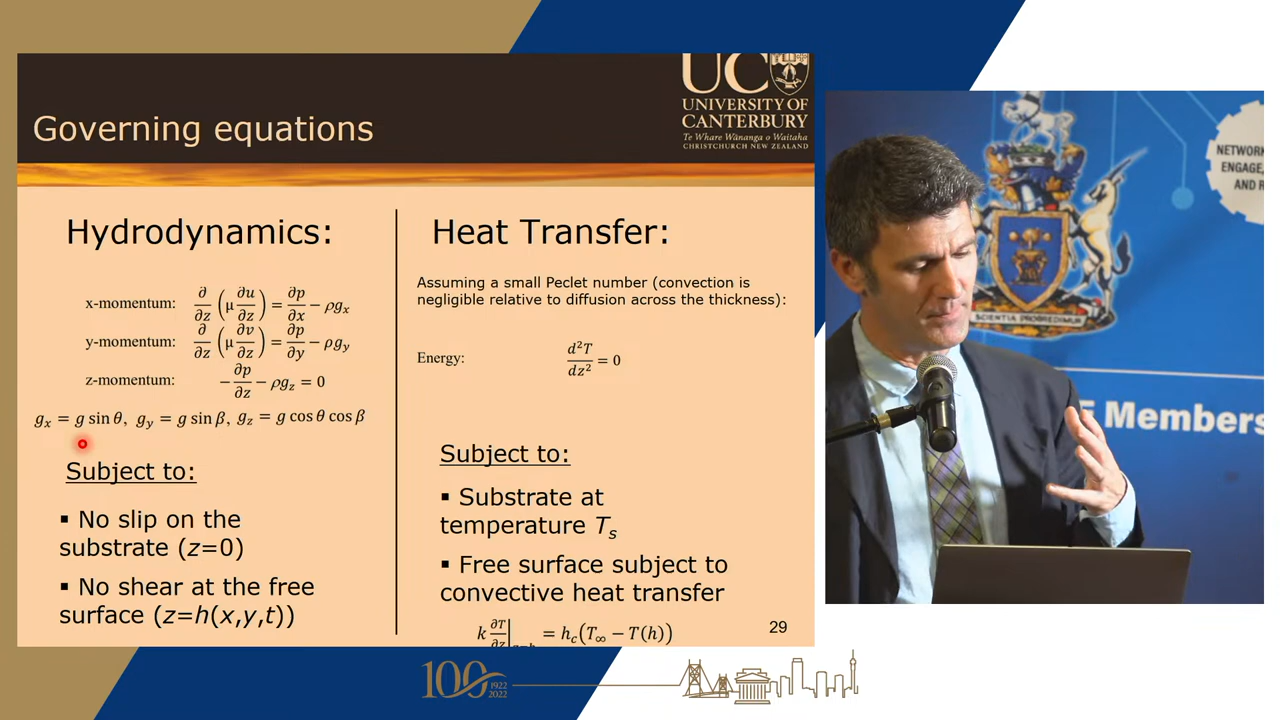 UC
UNIVERSITY OF
CANTERBURY
Te Whare Wānanga o Waitaha
CHRISTCHURCH NEW ZEALAND
Governing equations
Hydrodynamics:
x-momentum: ∂/∂z (μ ∂u/∂z) = ∂p/∂x − ρg_x
y-momentum: ∂/∂z (μ ∂v/∂z) = ∂p/∂y − ρg_y
z-momentum: −∂p/∂z − ρg_z = 0
g_x = g sin θ, g_y = g sin β, g_z = g cos θ cos β
Subject to:
▪ No slip on the
substrate (z=0)
▪ No shear at the free
surface (z=h(x,y,t))
Heat Transfer:
Assuming a small Peclet number (convection is
negligible relative to diffusion across the thickness):
Energy: d²T/dz² = 0
Subject to:
▪ Substrate at
temperature T_s
▪ Free surface subject to
convective heat transfer
k ∂T/∂z| = h_c(T_∞ − T(h))
29
NETWORK
ENGAGE,
AND
SCIENTIA PROGREDIMUR
Members
100
1922
2022